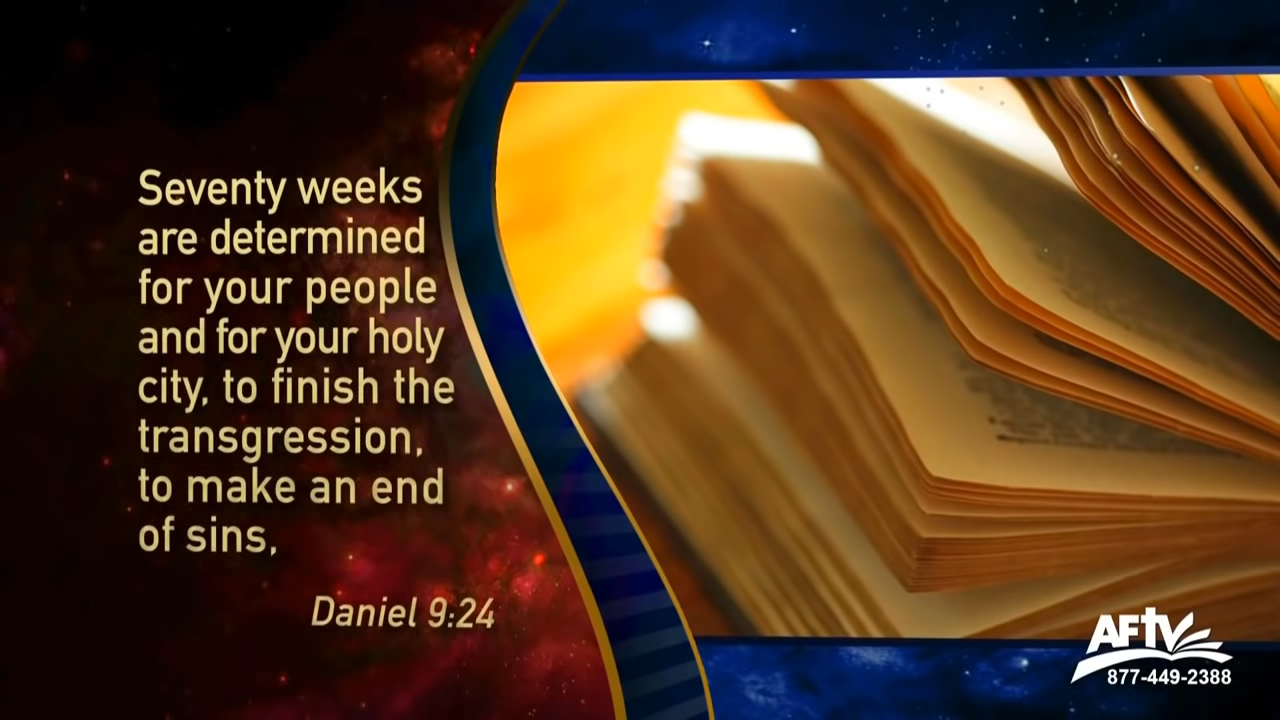 Seventy weeks
are determined
for your people
and for your holy
city, to finish the
transgression,
to make an end
of sins,
Daniel 9:24
AFTV
877-449-2388